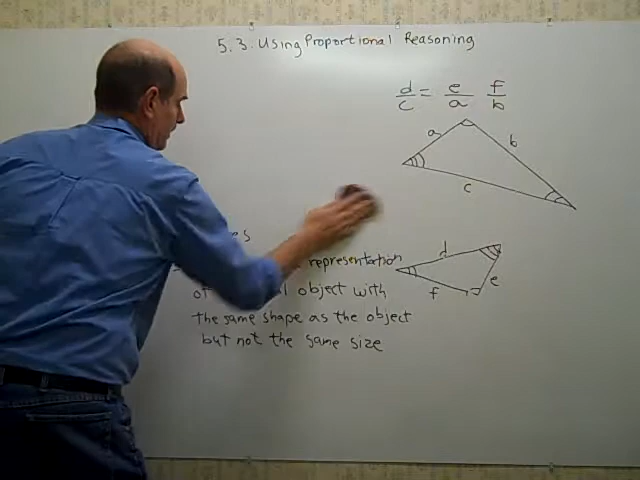 5.3: Using Proportional Reasoning
d/c = e/a f/b
a
b
c
representation
d
of object with
f
e
the same shape as the object
but not the same size